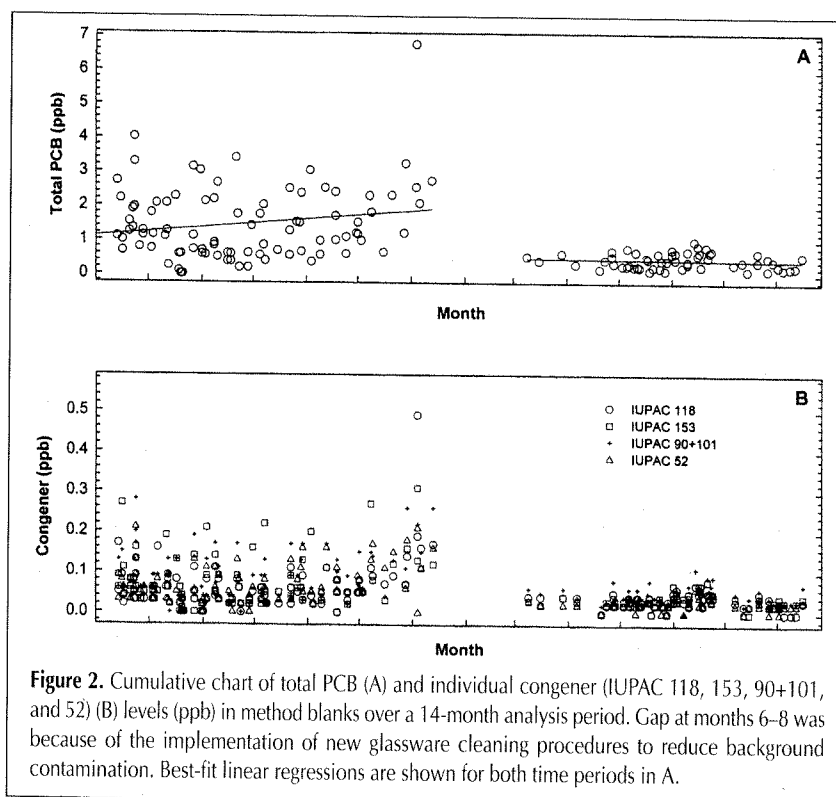 A
7
6
5
4
3
2
1
0
Total PCB (ppb)
Month
B
0.5
0.4
0.3
0.2
0.1
0.0
Congener (ppb)
IUPAC 118
IUPAC 153
IUPAC 90+101
IUPAC 52
Month
Figure 2. Cumulative chart of total PCB (A) and individual congener (IUPAC 118, 153, 90+101,
and 52) (B) levels (ppb) in method blanks over a 14-month analysis period. Gap at months 6–8 was
because of the implementation of new glassware cleaning procedures to reduce background
contamination. Best-fit linear regressions are shown for both time periods in A.